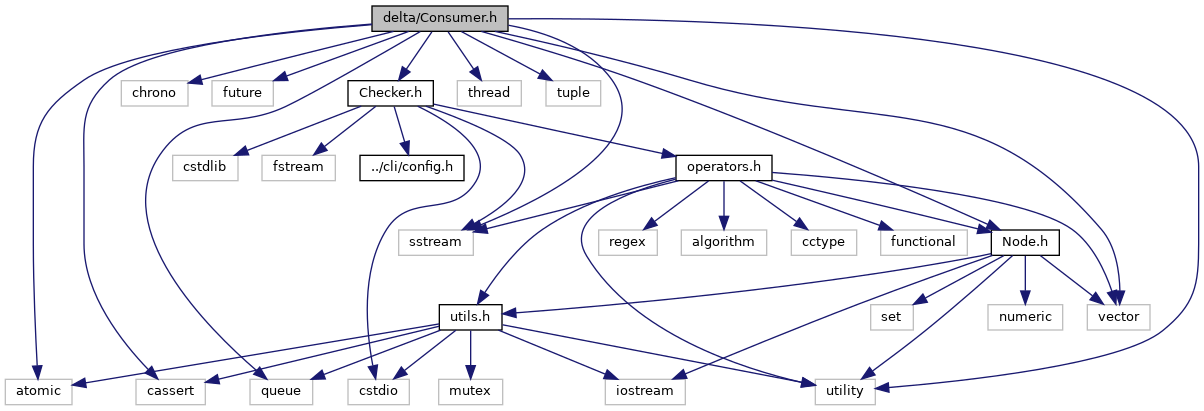 delta/Consumer.h
chrono
future
Checker.h
thread
tuple
cstdlib
fstream
../cli/config.h
operators.h
sstream
regex
algorithm
cctype
functional
Node.h
utils.h
set
numeric
vector
atomic
cassert
queue
cstdio
mutex
iostream
utility